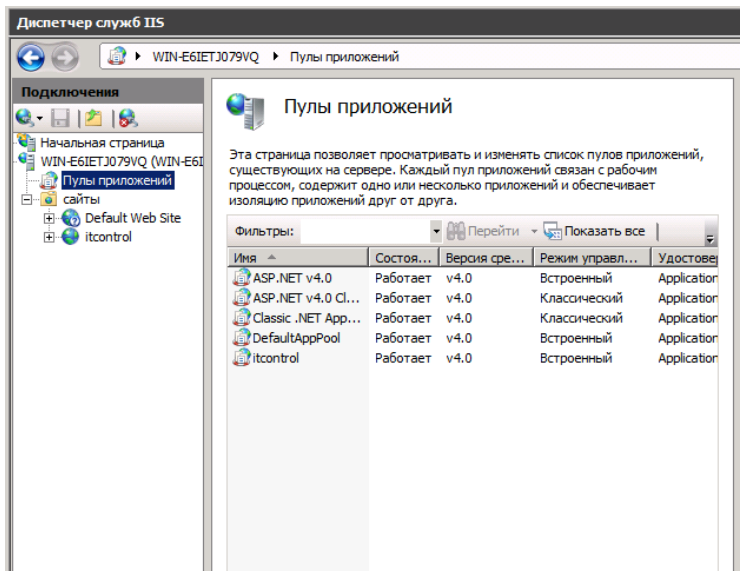 Диспетчер служб IIS
WIN-E6IETJ079VQ Пулы приложений
Подключения
Начальная страница
WIN-E6IETJ079VQ (WIN-E6I
Пулы приложений
сайты
Default Web Site
itcontrol
Пулы приложений
Эта страница позволяет просматривать и изменять список пулов приложений,
существующих на сервере. Каждый пул приложений связан с рабочим
процессом, содержит одно или несколько приложений и обеспечивает
изоляцию приложений друг от друга.
Фильтры: Перейти Показать все
Имя Состоя... Версия сре... Режим управл... Удостовер
ASP.NET v4.0 Работает v4.0 Встроенный Application
ASP.NET v4.0 Cl... Работает v4.0 Классический Application
Classic .NET App... Работает v4.0 Классический Application
DefaultAppPool Работает v4.0 Встроенный Application
itcontrol Работает v4.0 Встроенный Application